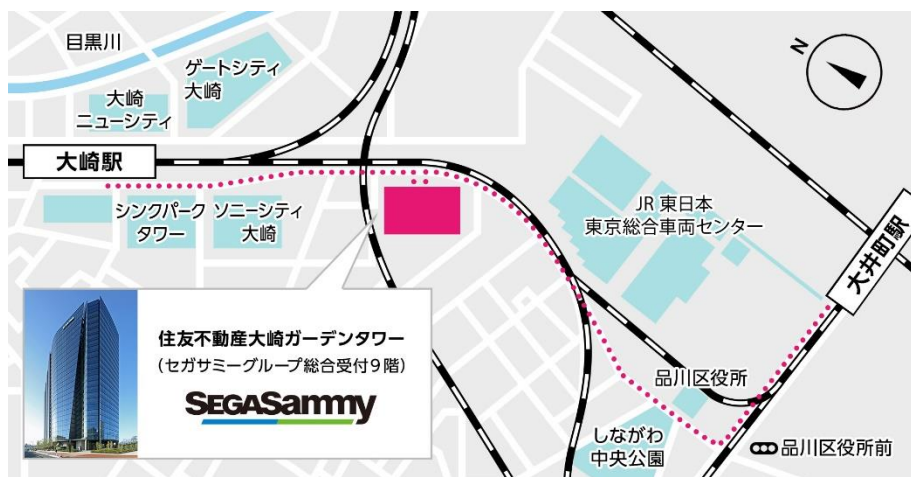 目黒川
ゲートシティ
大崎
大崎
ニューシティ
N
大崎駅
シンクパーク
タワー
ソニーシティ
大崎
JR 東日本
東京総合車両センター
大井町駅
住友不動産大崎ガーデンタワー
(セガサミーグループ総合受付9階)
SEGASammy
品川区役所
しながわ
中央公園
品川区役所前